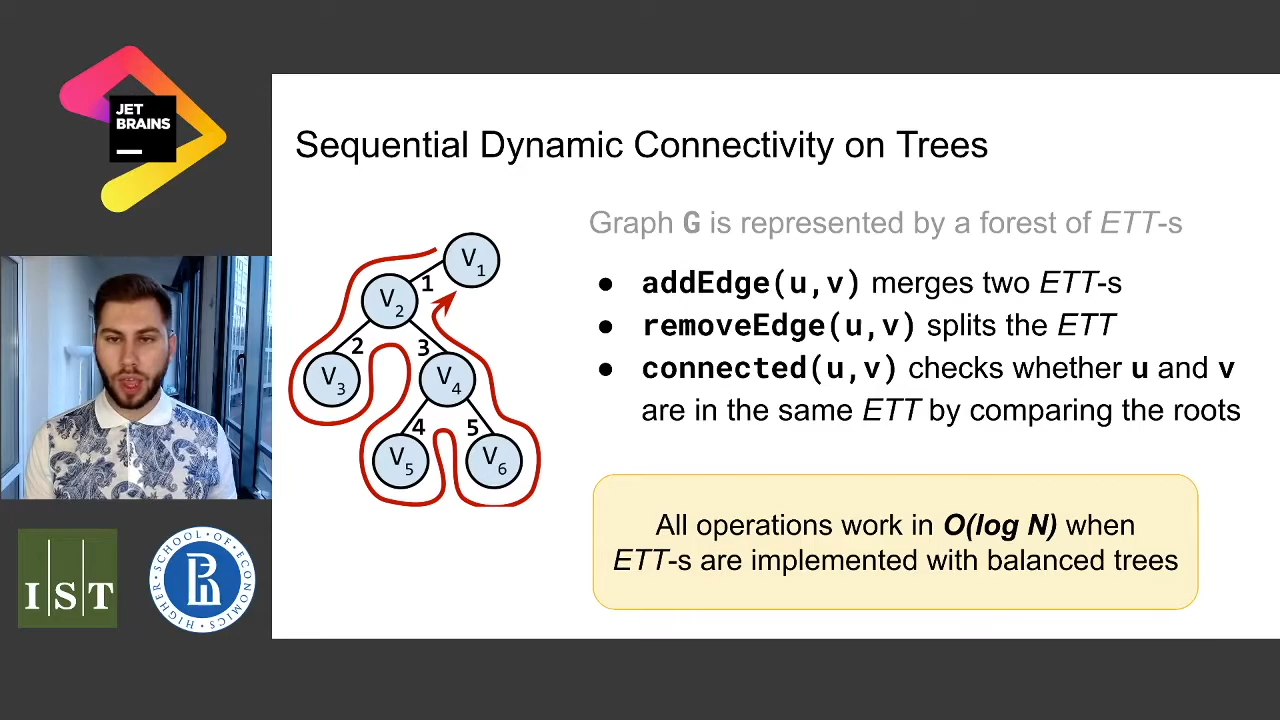 JET
BRAINS
Sequential Dynamic Connectivity on Trees
Graph G is represented by a forest of ETT-s
● addEdge(u,v) merges two ETT-s
● removeEdge(u,v) splits the ETT
● connected(u,v) checks whether u and v
are in the same ETT by comparing the roots
V1
1
V2
2
3
V3
V4
4
5
V5
V6
All operations work in O(log N) when
ETT-s are implemented with balanced trees
IST
HIGHER SCHOOL OF ECONOMICS